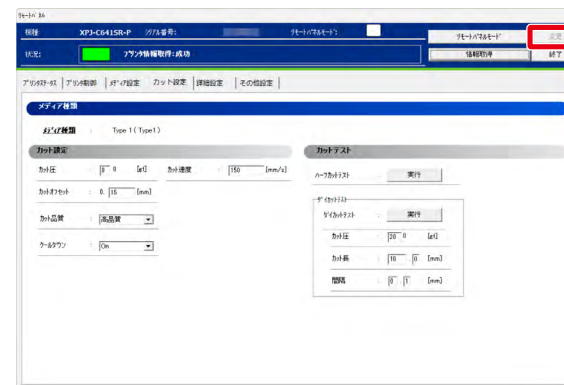 リモートパネル
機種: XPJ-C641SR-P シリアル番号: リモートパネルモード: リモートパネルモード 変更
状況: プリンタ情報取得:成功 情報取得 終了
プリンタステータス プリンタ制御 メディア設定 カット設定 詳細設定 その他設定
メディア種類
メディア種類 : Type 1 ( Type1 )
カット設定 カットテスト
カット圧 : 0 0 [gf] カット速度 : 150 [mm/s] ハーフカットテスト : 実行
カットオフセット : 0. 15 [mm] ダイカットテスト
カット品質 : 高品質 ダイカットテスト : 実行
クールダウン : On カット圧 : 20 0 [gf]
カット長 : 10 . 0 [mm]
間隔 : 0 . 1 [mm]